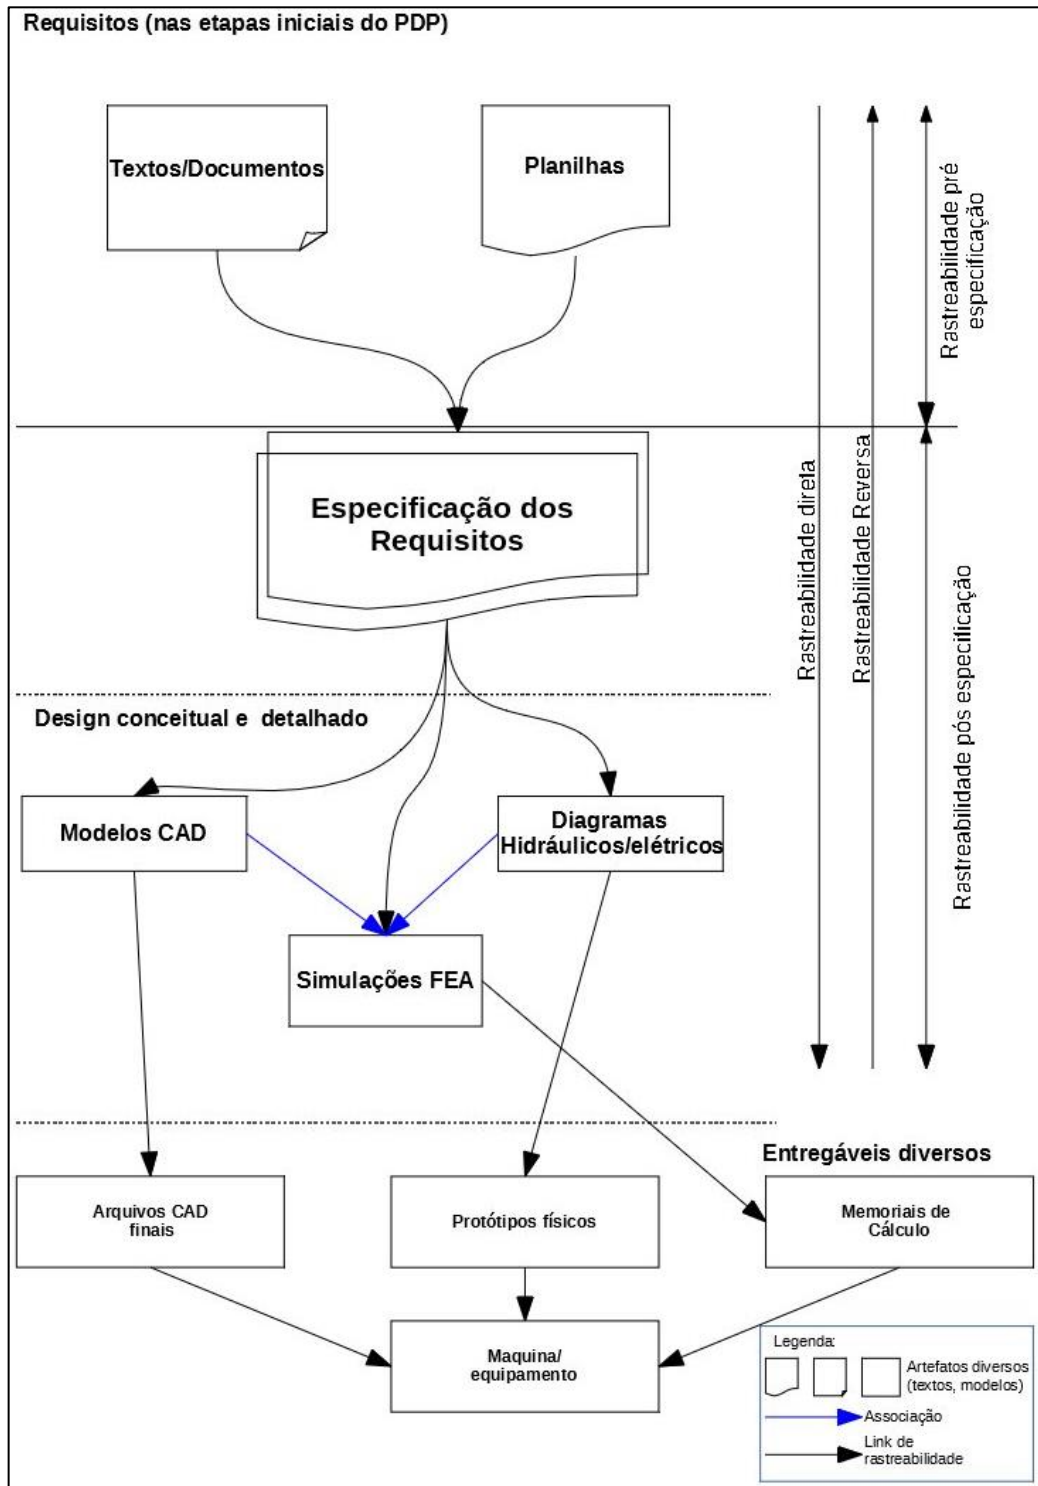 Requisitos (nas etapas iniciais do PDP)
Textos/Documentos
Planilhas
Rastreabilidade pré
especificação
Especificação dos
Requisitos
Rastreabilidade direta
Rastreabilidade Reversa
Rastreabilidade pós especificação
Design conceitual e detalhado
Modelos CAD
Diagramas
Hidráulicos/elétricos
Simulações FEA
Entregáveis diversos
Arquivos CAD
finais
Protótipos físicos
Memoriais de
Cálculo
Maquina/
equipamento
Legenda:
Artefatos diversos
(textos, modelos)
Associação
Link de
rastreabilidade